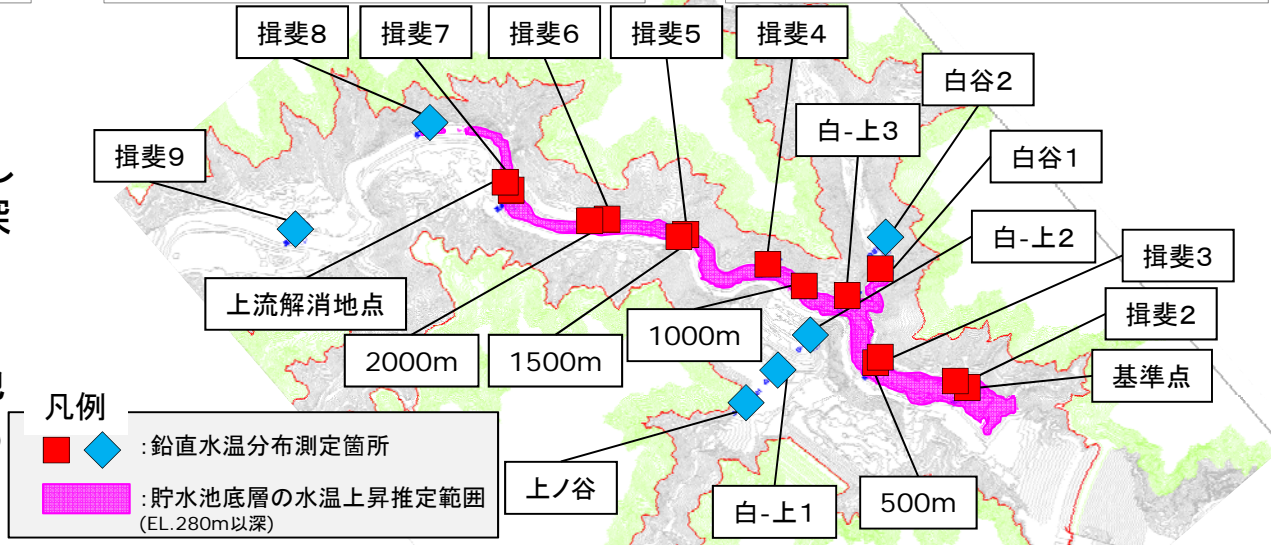 揖斐8
揖斐7
揖斐6
揖斐5
揖斐4
白谷2
白-上3
揖斐9
白谷1
白-上2
揖斐3
上流解消地点
揖斐2
1000m
2000m
1500m
基準点
凡例
:鉛直水温分布測定箇所
:貯水池底層の水温上昇推定範囲
(EL.280m以深)
上ノ谷
白-上1
500m